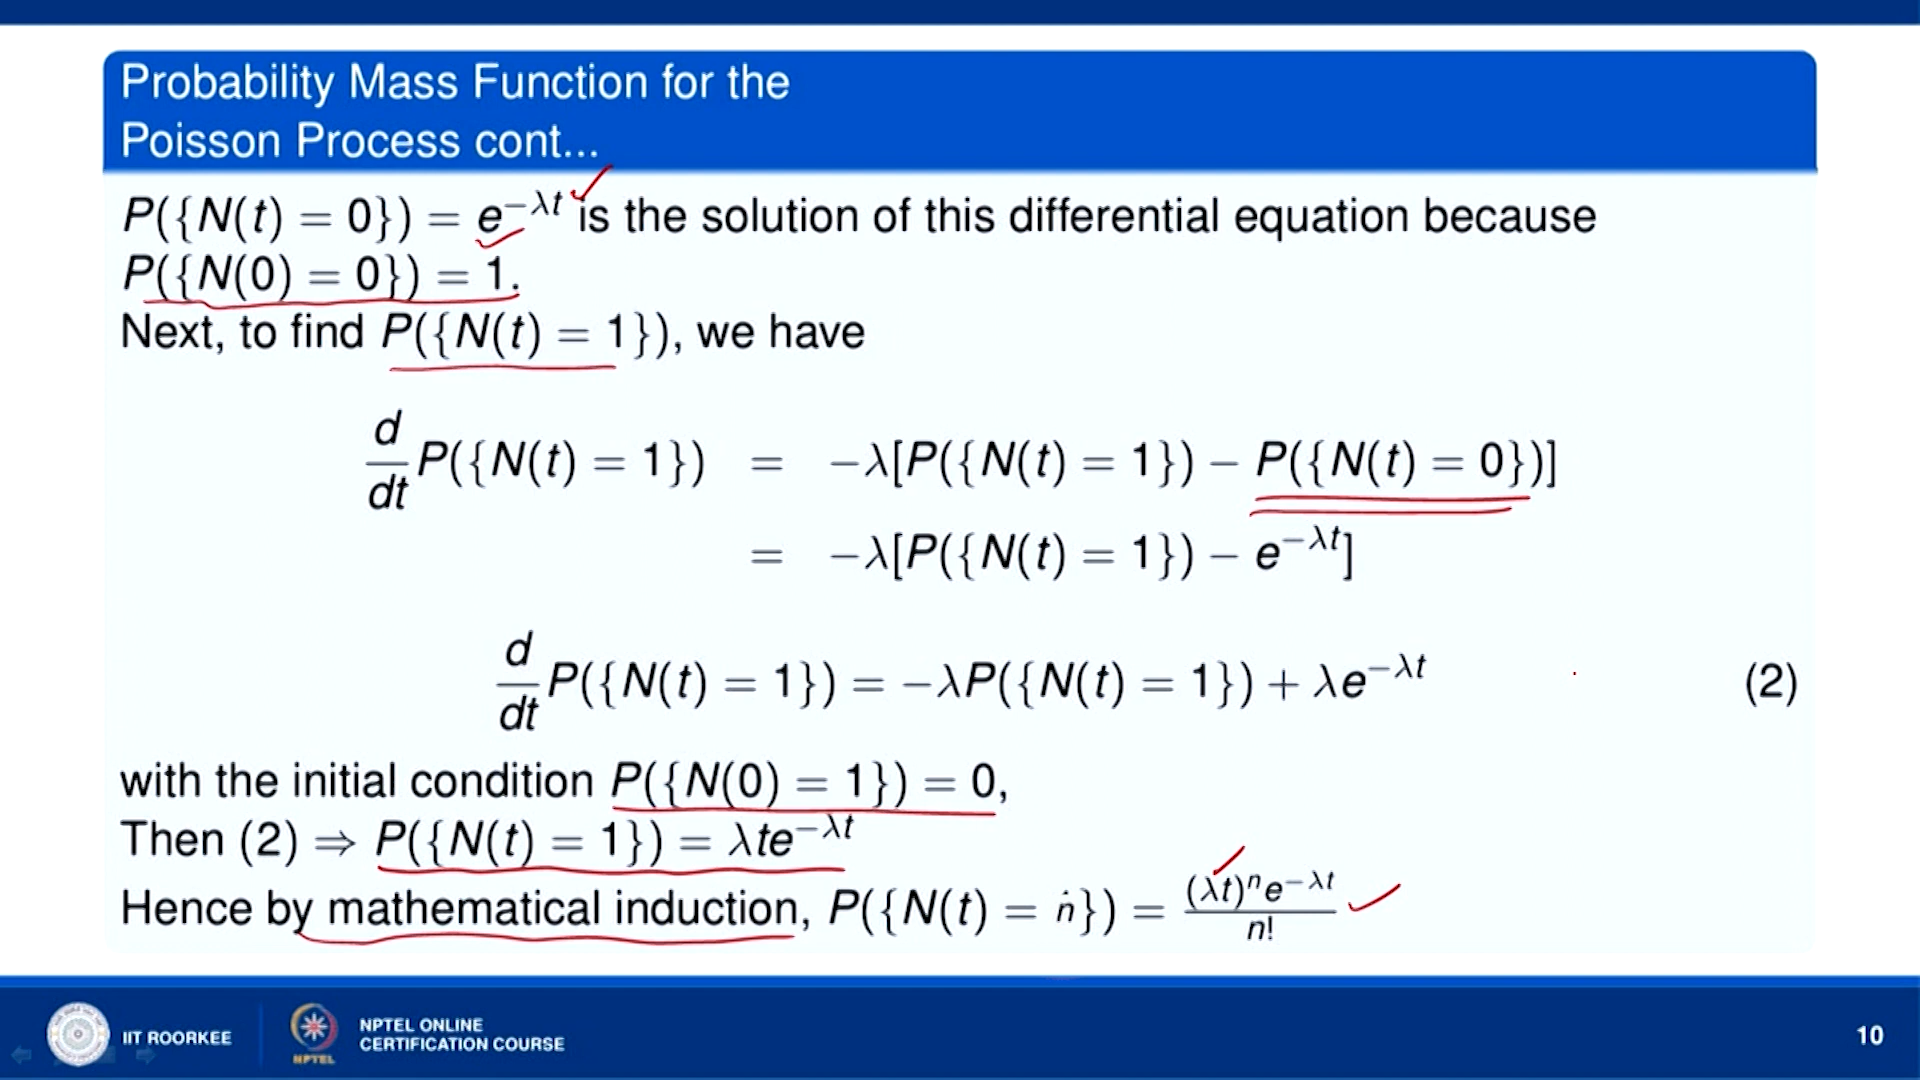 Probability Mass Function for the
Poisson Process cont...
P({N(t) = 0}) = e^{−λt} is the solution of this differential equation because
P({N(0) = 0}) = 1.
Next, to find P({N(t) = 1}), we have
d/dt P({N(t) = 1}) = −λ[P({N(t) = 1}) − P({N(t) = 0})]
= −λ[P({N(t) = 1}) − e^{−λt}]
d/dt P({N(t) = 1}) = −λP({N(t) = 1}) + λe^{−λt} (2)
with the initial condition P({N(0) = 1}) = 0,
Then (2) ⇒ P({N(t) = 1}) = λte^{−λt}
Hence by mathematical induction, P({N(t) = n}) = (λt)^n e^{−λt} / n!
IIT ROORKEE
NPTEL
NPTEL ONLINE
CERTIFICATION COURSE
10